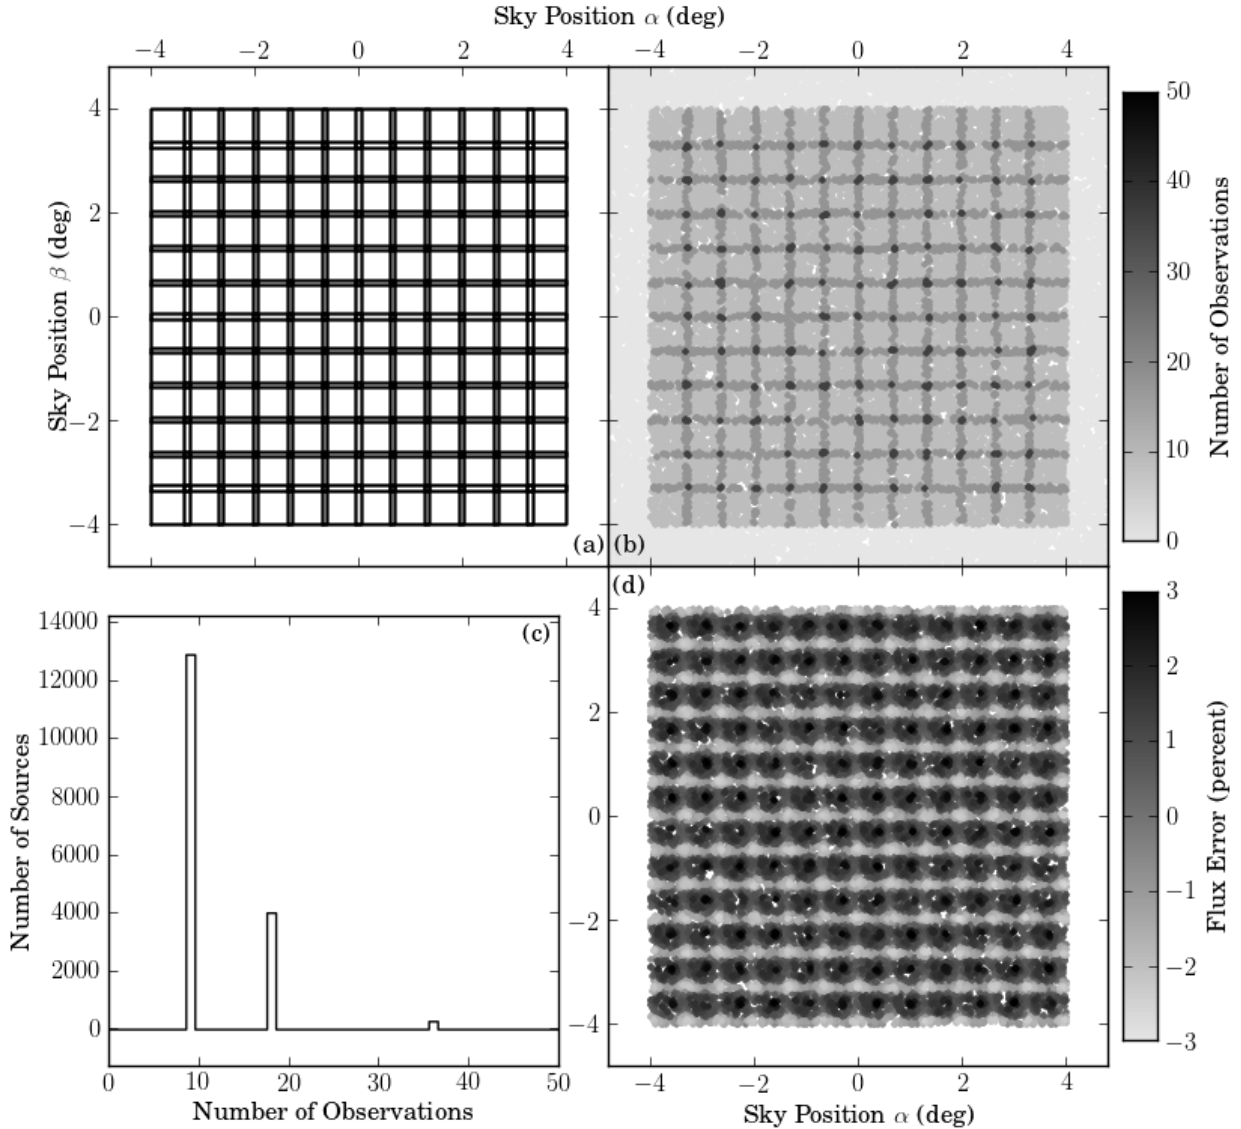 Sky Position α (deg)
−4 −2 0 2 4 −4 −2 0 2 4
4
2
0
−2
−4
Sky Position β (deg)
(a) (b)
50
40
30
20
10
0
Number of Observations
14000
12000
10000
8000
6000
4000
2000
0
Number of Sources
(c)
0 10 20 30 40 50
Number of Observations
(d)
4
2
0
−2
−4
−4 −2 0 2 4
Sky Position α (deg)
3
2
1
0
−1
−2
−3
Flux Error (percent)